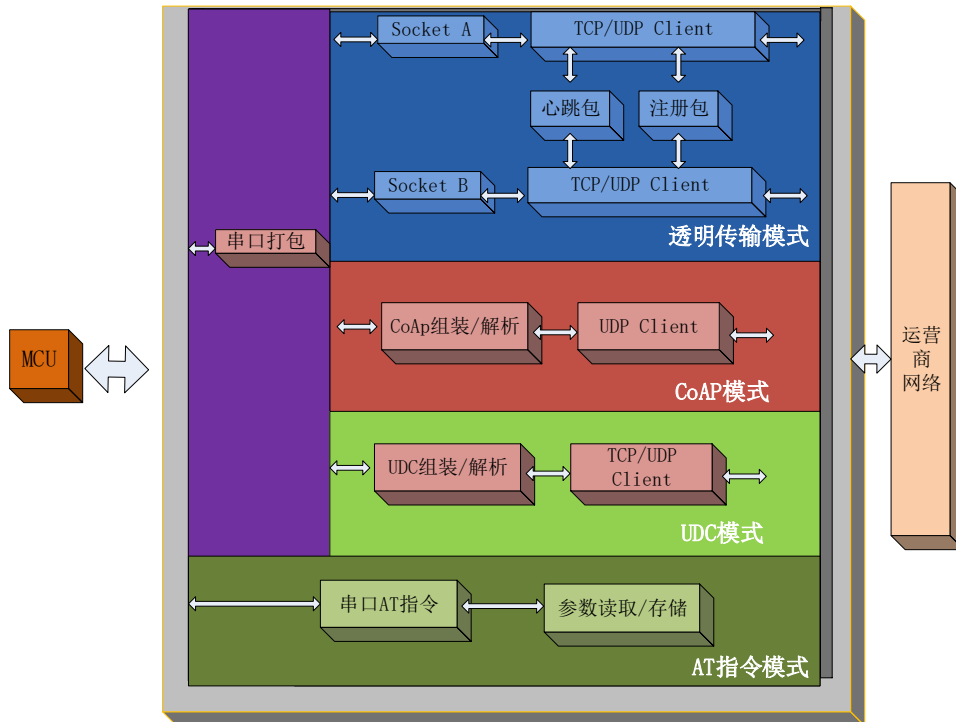 Socket A
TCP/UDP Client
心跳包
注册包
Socket B
TCP/UDP Client
透明传输模式
串口打包
MCU
CoAp组装/解析
UDP Client
CoAP模式
运营
商
网络
UDC组装/解析
TCP/UDP
Client
UDC模式
串口AT指令
参数读取/存储
AT指令模式